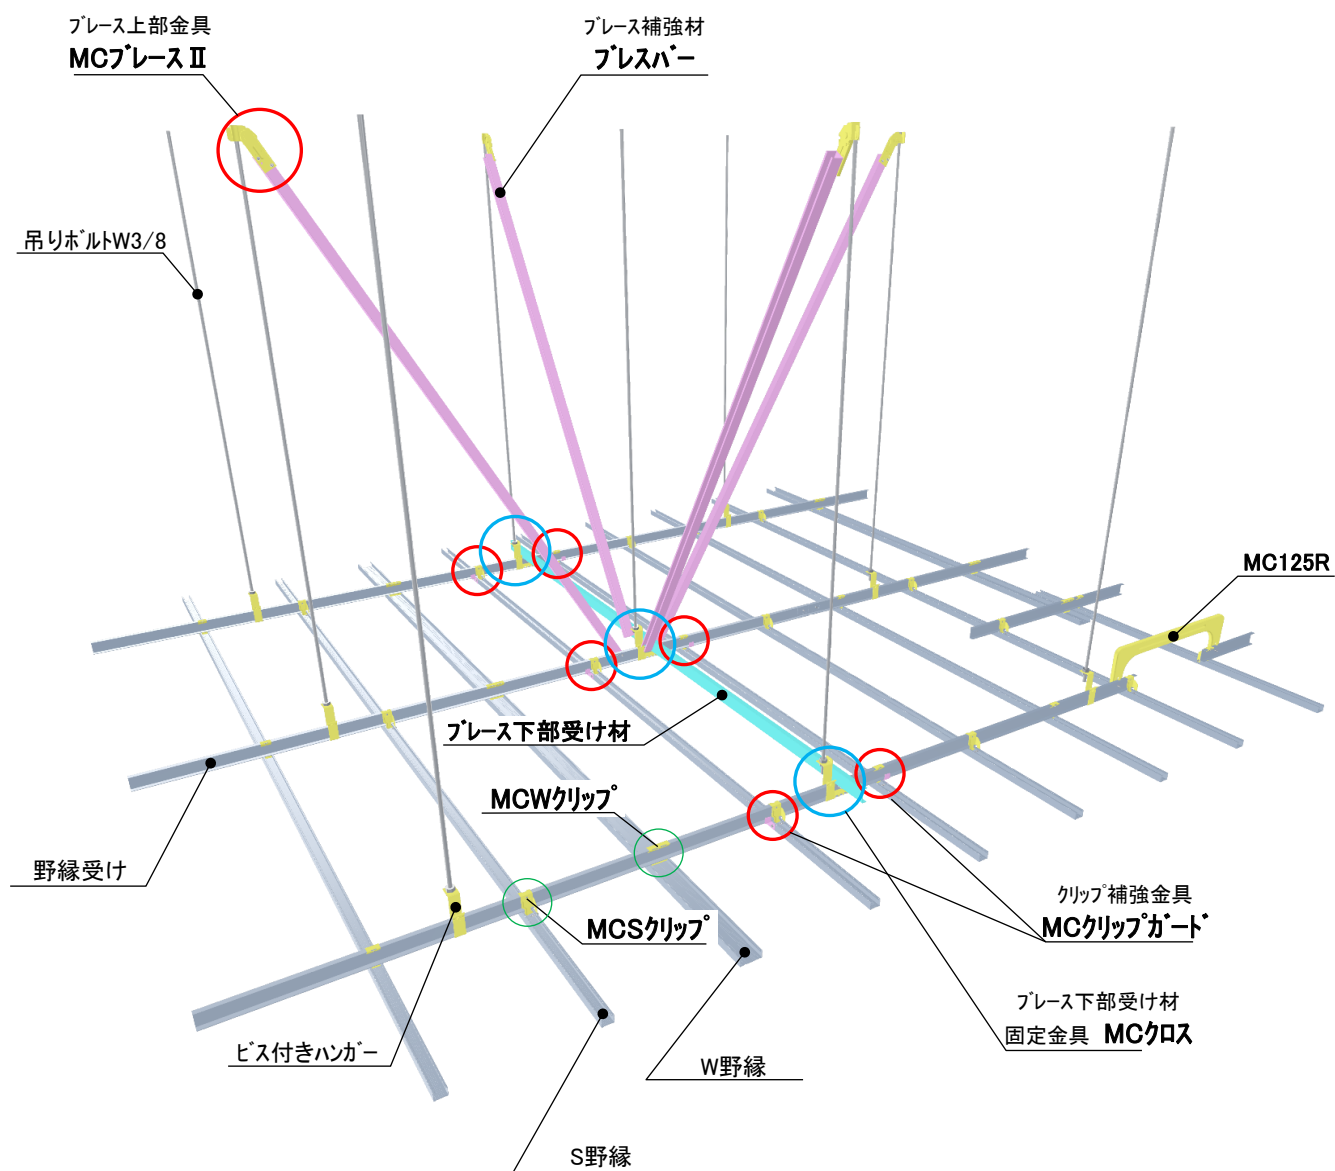 ブレース上部金具
MCブレースⅡ
ブレース補強材
ブレスバー
吊りボルトW3/8
MC125R
ブレース下部受け材
MCWクリップ
野縁受け
MCSクリップ
クリップ補強金具
MCクリップガード
ブレース下部受け材
固定金具 MCクロス
ビス付きハンガー
W野縁
S野縁